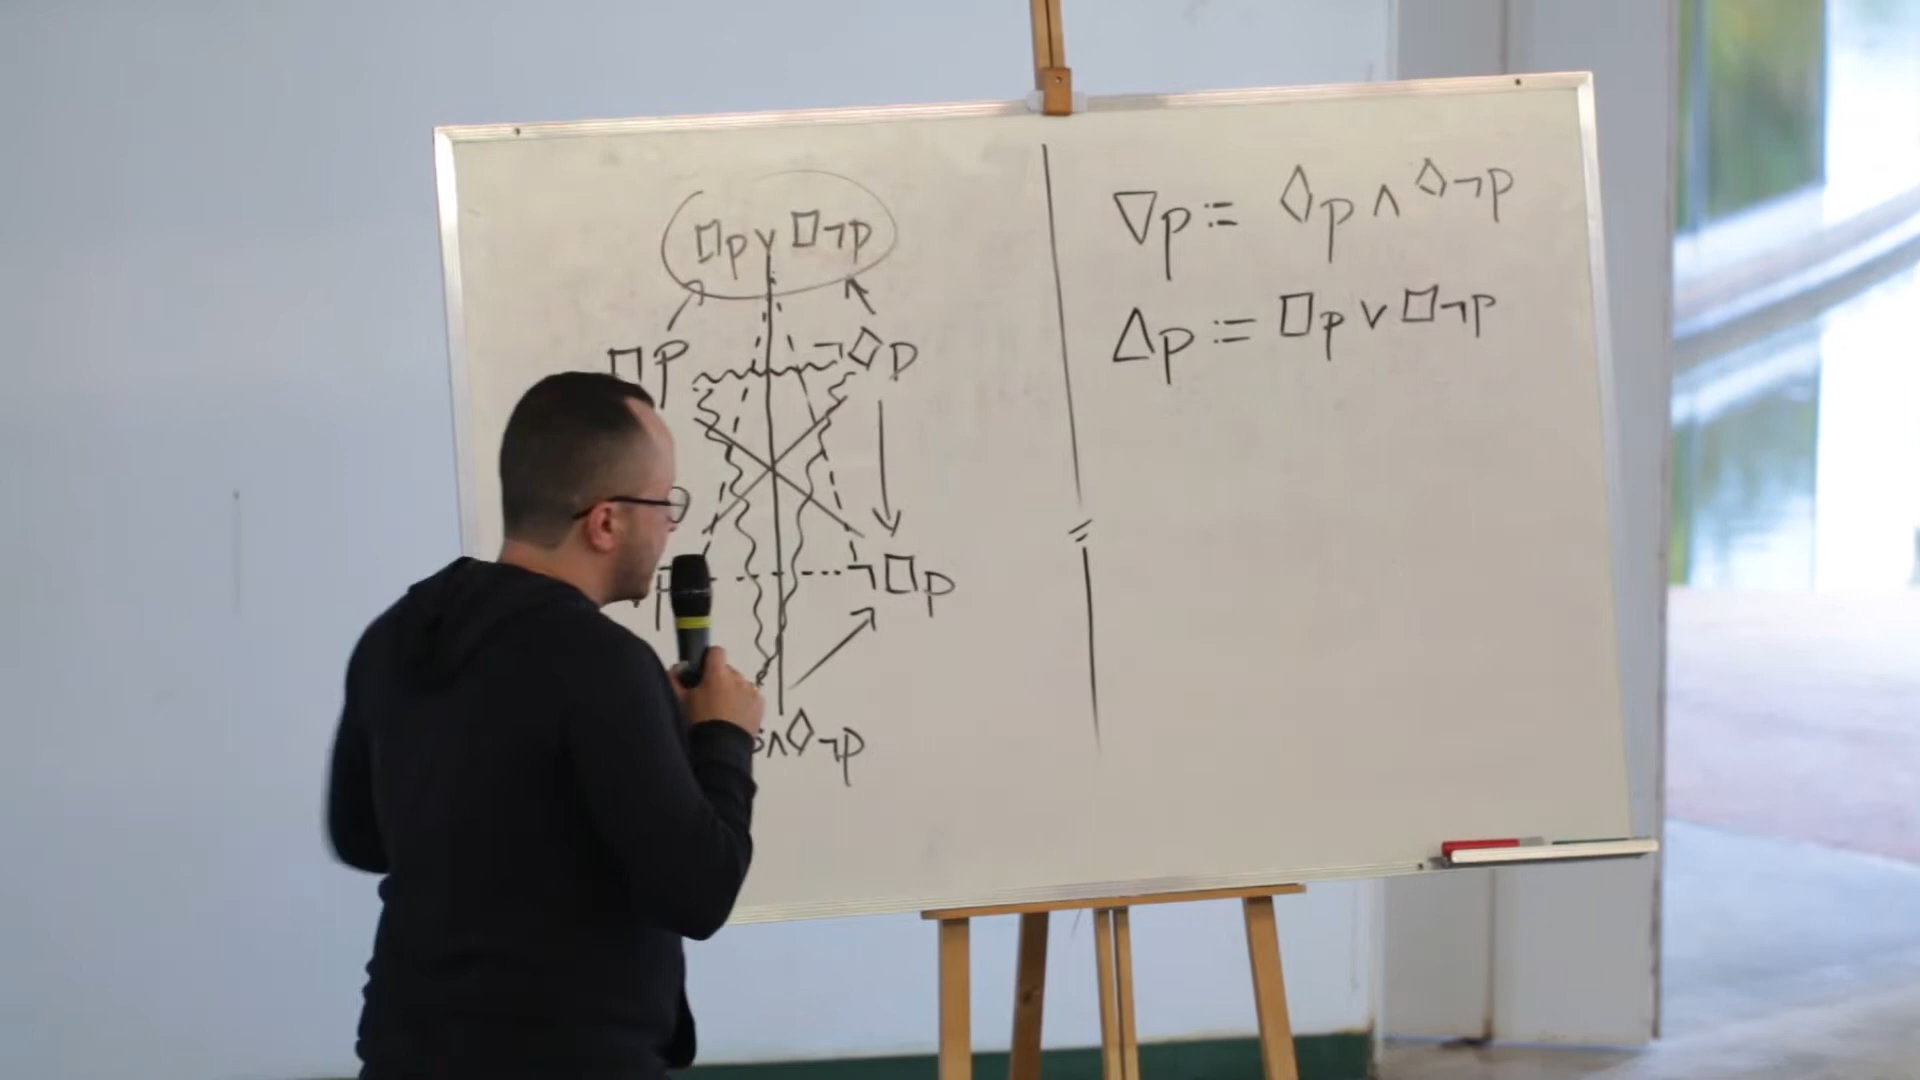 □p ∨ □¬p
□p ¬◇p
p ¬□p
∧◇¬p
∇p := ◇p ∧ ◇¬p
Δp := □p ∨ □¬p